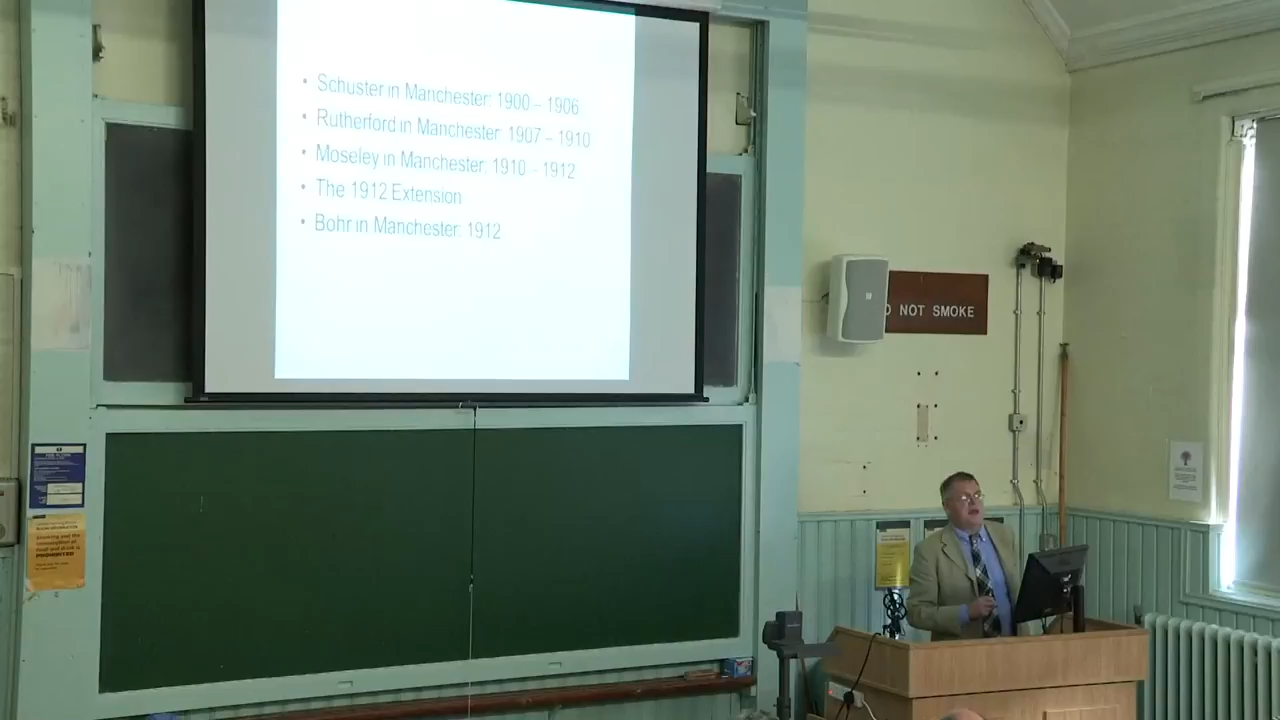 • Schuster in Manchester: 1900 – 1906
• Rutherford in Manchester: 1907 – 1910
• Moseley in Manchester: 1910 - 1912
• The 1912 Extension
• Bohr in Manchester: 1912
O NOT SMOKE
PROHIBITED